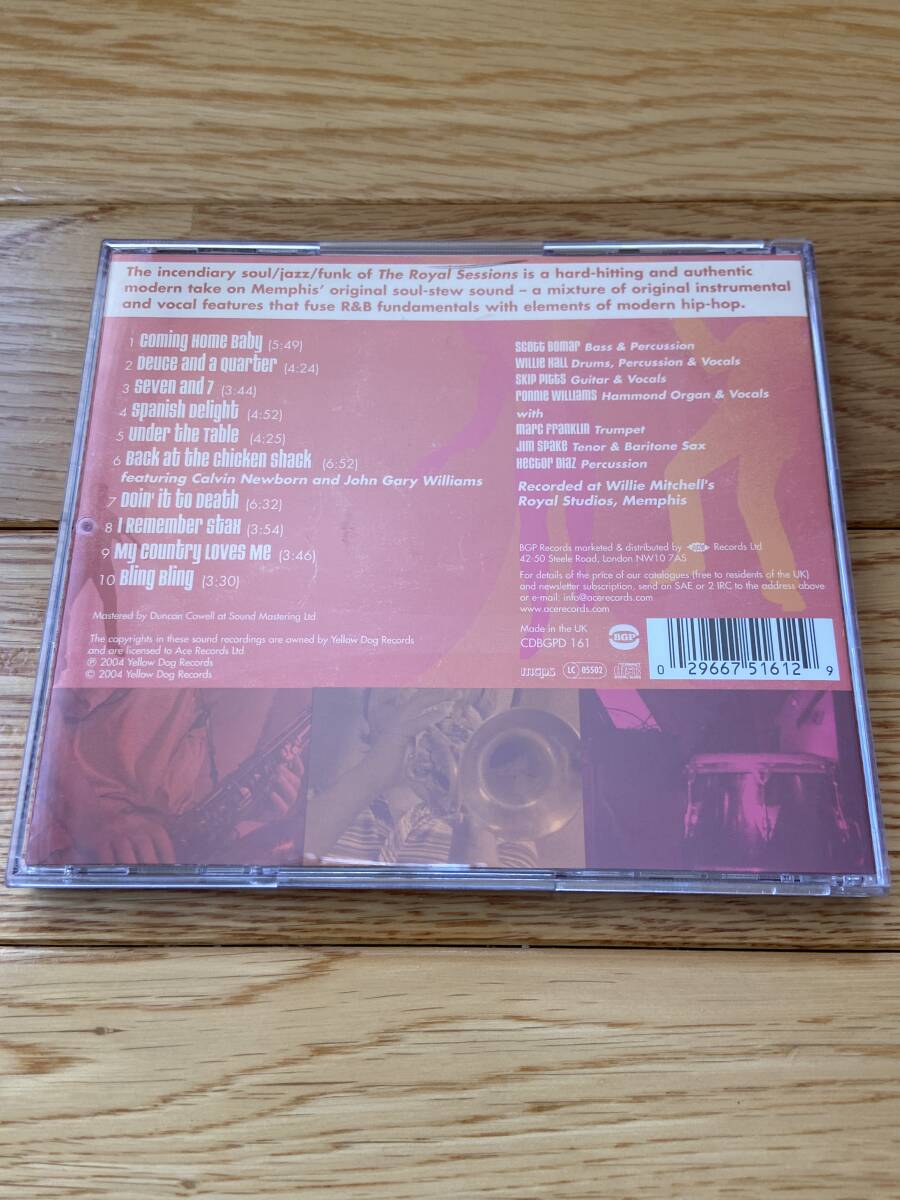 The incendiary soul/jazz/funk of The Royal Sessions is a hard-hitting and authentic
modern take on Memphis' original soul-stew sound – a mixture of original instrumental
and vocal features that fuse R&B fundamentals with elements of modern hip-hop.
1 Coming Home Baby (5:49)
2 Deuce and a Quarter (4:24)
3 Seven and 7 (3:44)
4 Spanish Delight (4:52)
5 Under the Table (4:25)
6 Back at the Chicken Shack (6:52)
featuring Calvin Newborn and John Gary Williams
7 Doin' it to Death (6:32)
8 I Remember Stax (3:54)
9 My Country Loves Me (3:46)
10 Bling Bling (3:30)
Mastered by Duncan Cowell at Sound Mastering Ltd
The copyrights in these sound recordings are owned by Yellow Dog Records
and are licensed to Ace Records Ltd
℗ 2004 Yellow Dog Records
© 2004 Yellow Dog Records
Scott Bomar Bass & Percussion
Willie Hall Drums, Percussion & Vocals
Skip Pitts Guitar & Vocals
Ronnie Williams Hammond Organ & Vocals
with
Marc Franklin Trumpet
Jim Spake Tenor & Baritone Sax
Hector Diaz Percussion
Recorded at Willie Mitchell's
Royal Studios, Memphis
BGP Records marketed & distributed by ACE Records Ltd
42-50 Steele Road, London NW10 7AS
For details of the price of our catalogues (free to residents of the UK)
and newsletter subscription, send an SAE or 2 IRC to the address above
or e-mail: info@acerecords.com
www.acerecords.com
Made in the UK
CDBGPD 161
BGP
mcps LC 05502 COMPACT disc DIGITAL AUDIO
0 29667 51612 9